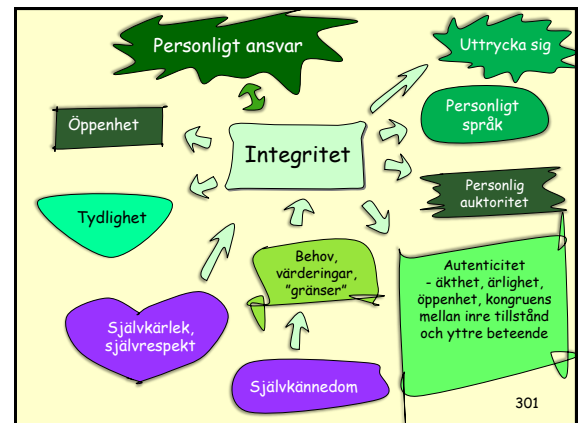 Personligt ansvar
Uttrycka sig
Öppenhet
Personligt
språk
Integritet
Personlig
auktoritet
Tydlighet
Behov,
värderingar,
”gränser”
Autenticitet
- äkthet, ärlighet,
öppenhet, kongruens
mellan inre tillstånd
och yttre beteende
Självkärlek,
självrespekt
Självkännedom
301